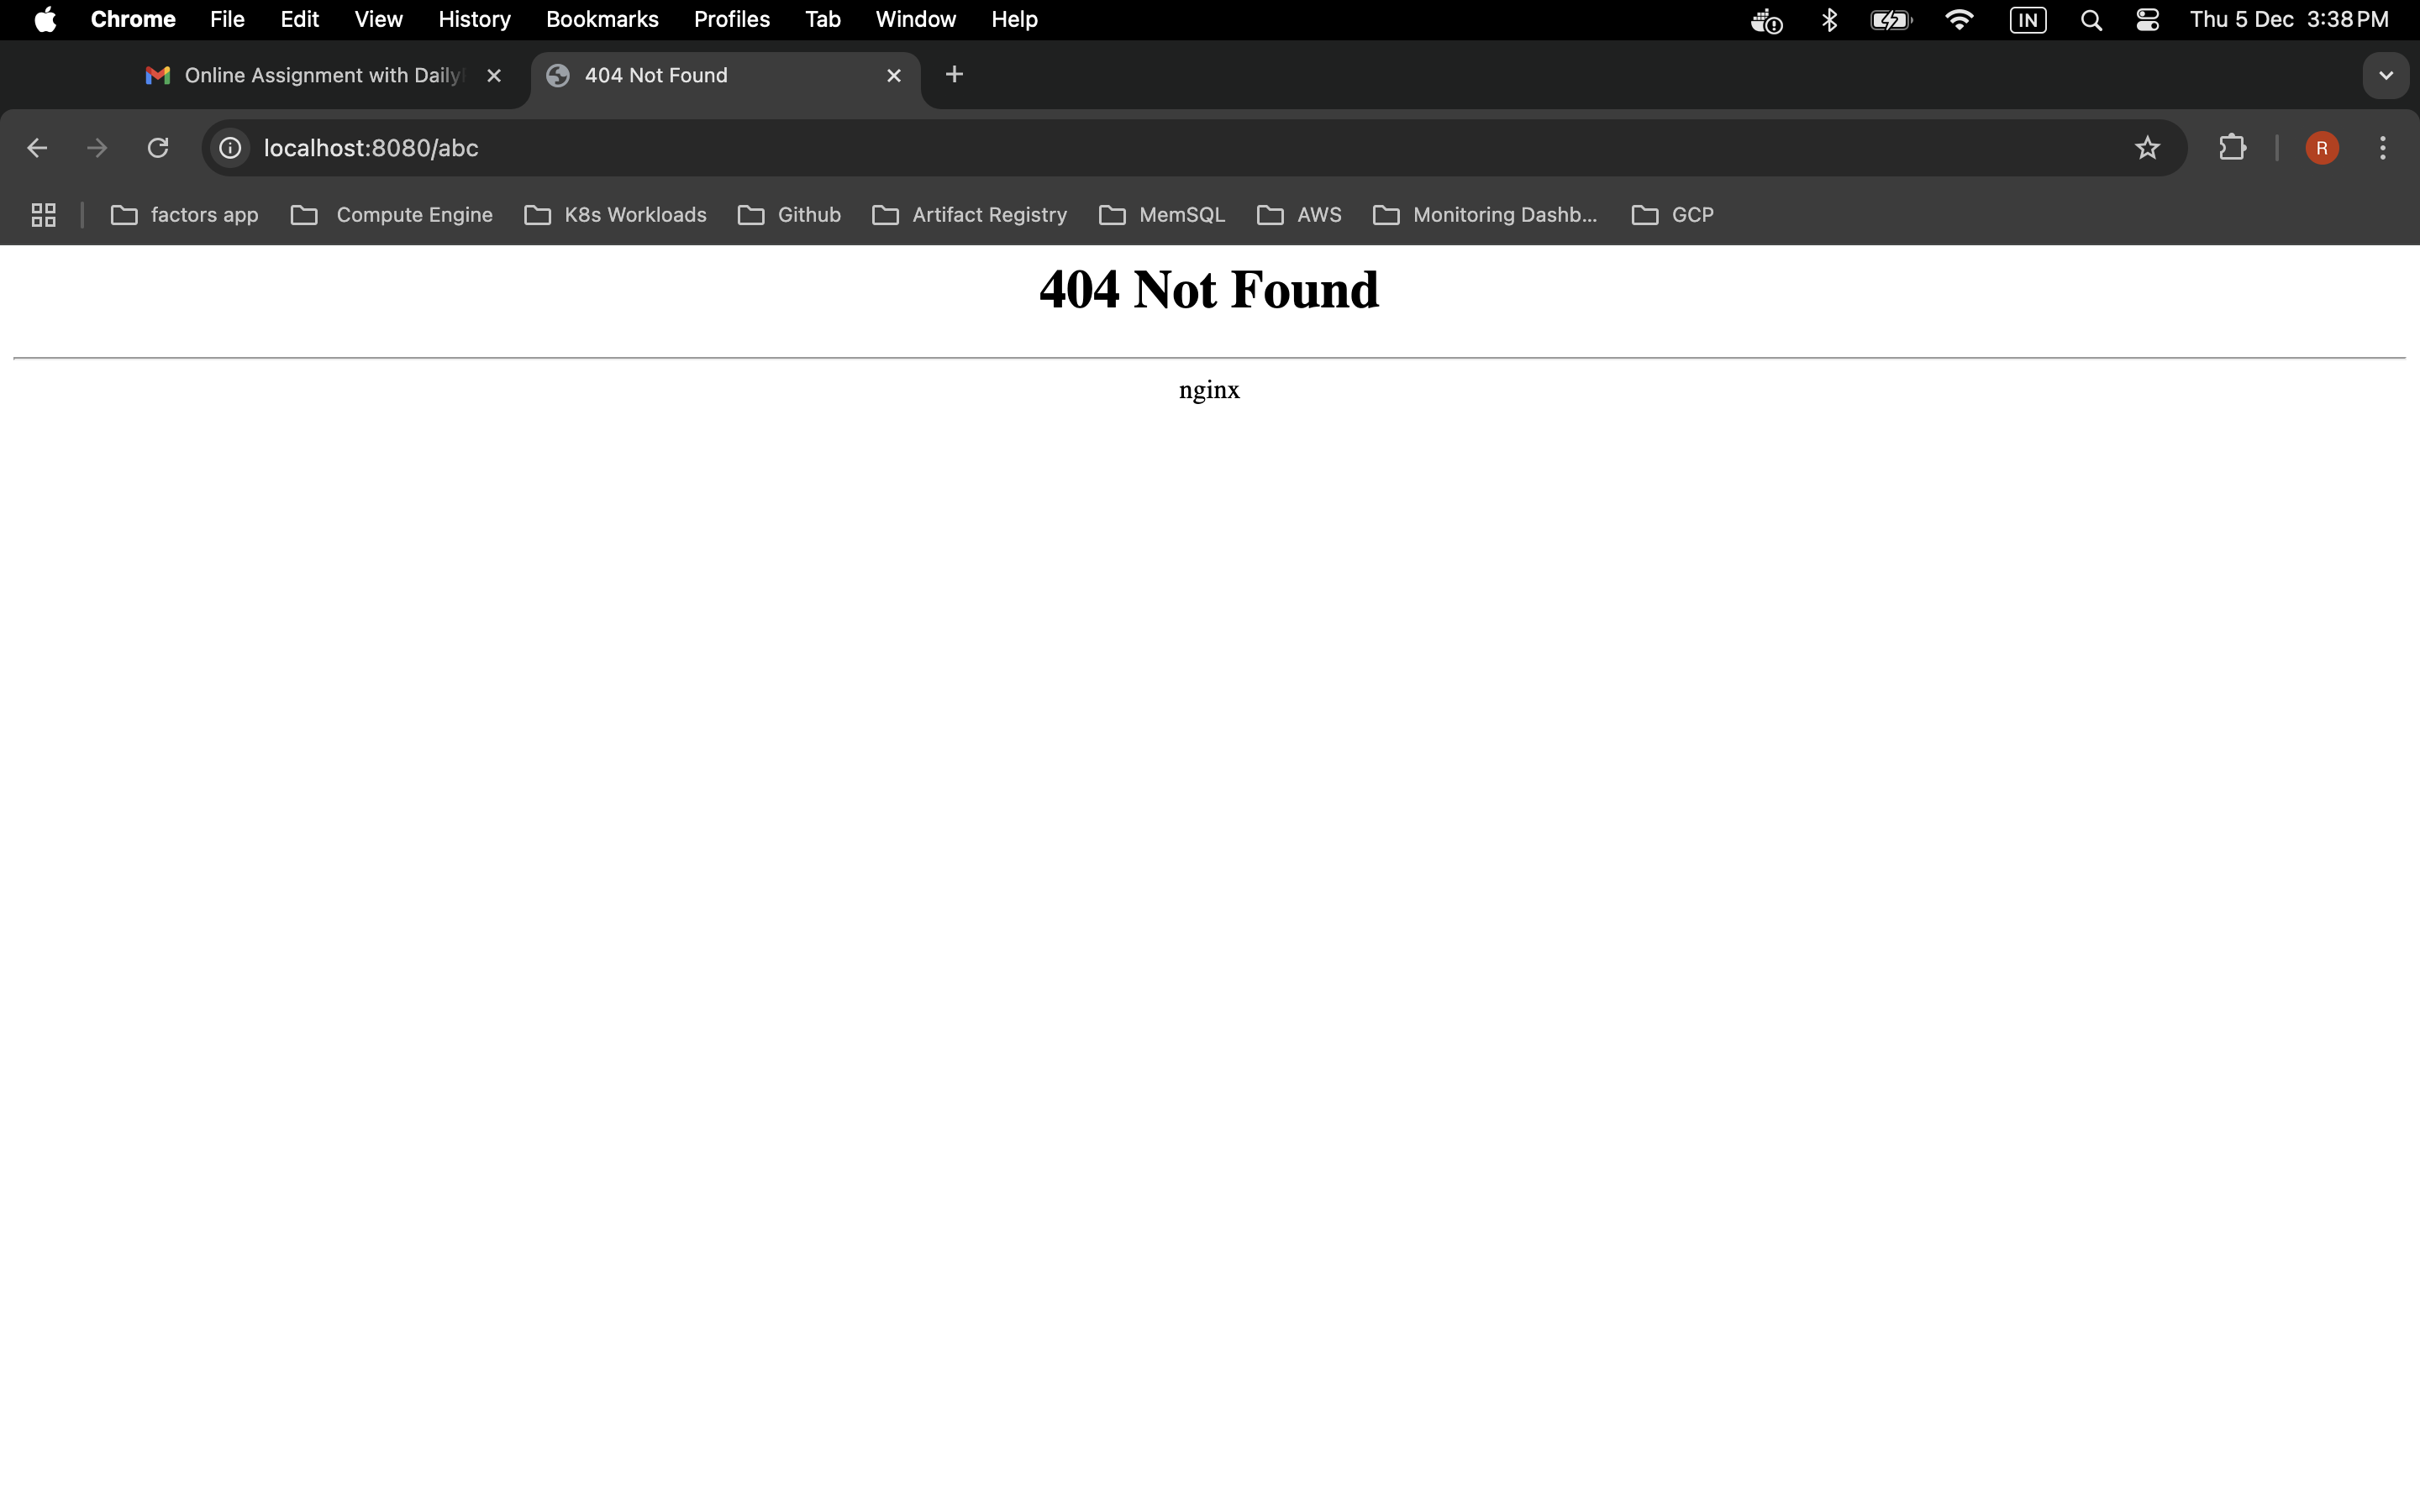 Chrome File Edit View History Bookmarks Profiles Tab Window Help IN Thu 5 Dec 3:38 PM
Online Assignment with Daily 404 Not Found
localhost:8080/abc R
factors app Compute Engine K8s Workloads Github Artifact Registry MemSQL AWS Monitoring Dashb... GCP
404 Not Found
nginx